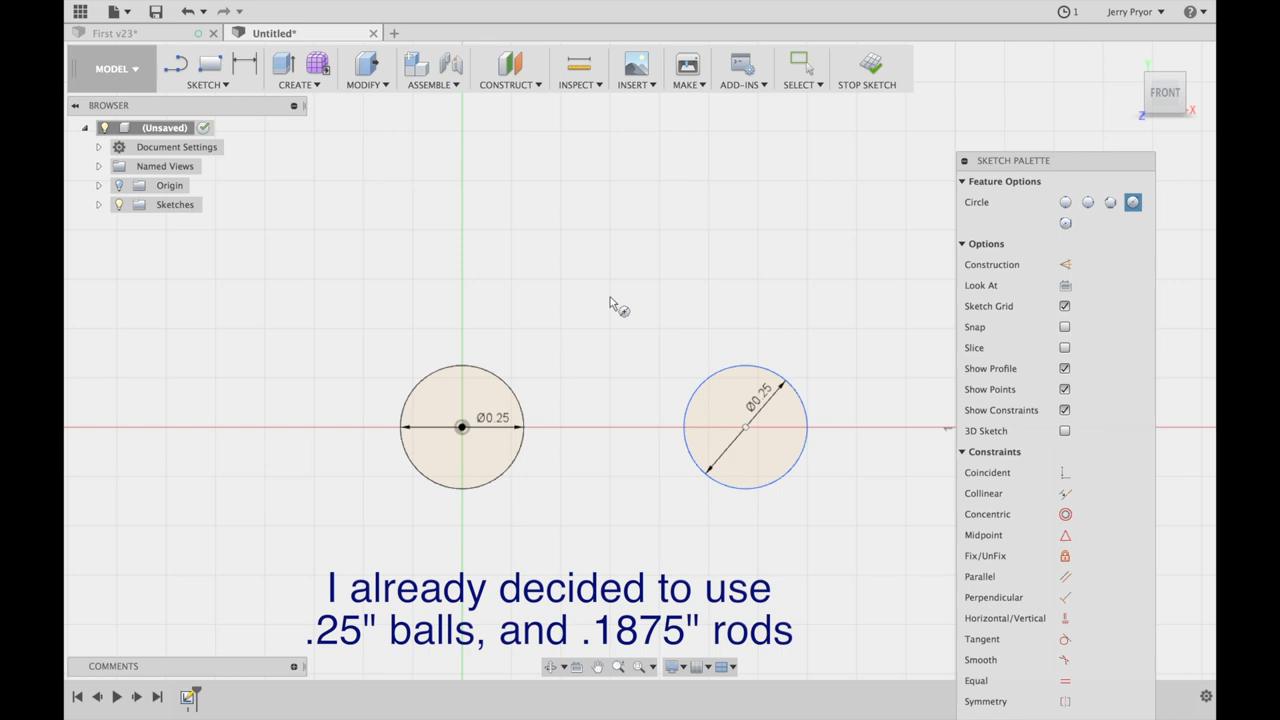 1 Jerry Pryor
First v23* Untitled*
MODEL SKETCH CREATE MODIFY ASSEMBLE CONSTRUCT INSPECT INSERT MAKE ADD-INS SELECT STOP SKETCH
BROWSER
(Unsaved)
Document Settings
Named Views
Origin
Sketches
FRONT
Y
X
Z
SKETCH PALETTE
Feature Options
Circle
Options
Construction
Look At
Sketch Grid
Snap
Slice
Show Profile
Show Points
Show Constraints
3D Sketch
Constraints
Coincident
Collinear
Concentric
Midpoint
Fix/UnFix
Parallel
Perpendicular
Horizontal/Vertical
Tangent
Smooth
Equal
Symmetry
Ø0.25
Ø0.25
I already decided to use
.25" balls, and .1875" rods
COMMENTS